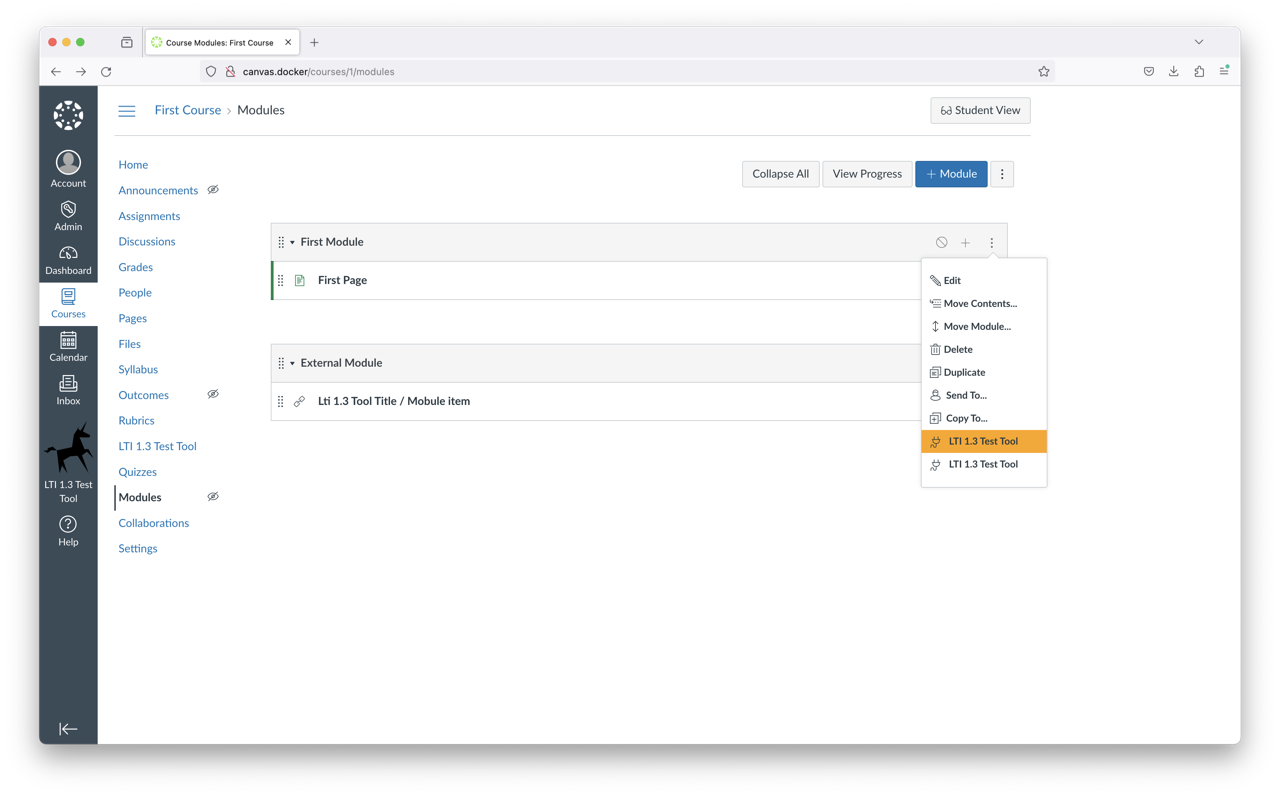 Course Modules: First Course
canvas.docker/courses/1/modules
First Course › Modules
Student View
Account
Admin
Dashboard
Courses
Calendar
Inbox
LTI 1.3 Test
Tool
Help
Home
Announcements
Assignments
Discussions
Grades
People
Pages
Files
Syllabus
Outcomes
Rubrics
LTI 1.3 Test Tool
Quizzes
Modules
Collaborations
Settings
Collapse All
View Progress
+ Module
First Module
First Page
External Module
Lti 1.3 Tool Title / Mobule item
Edit
Move Contents...
Move Module...
Delete
Duplicate
Send To...
Copy To...
LTI 1.3 Test Tool
LTI 1.3 Test Tool